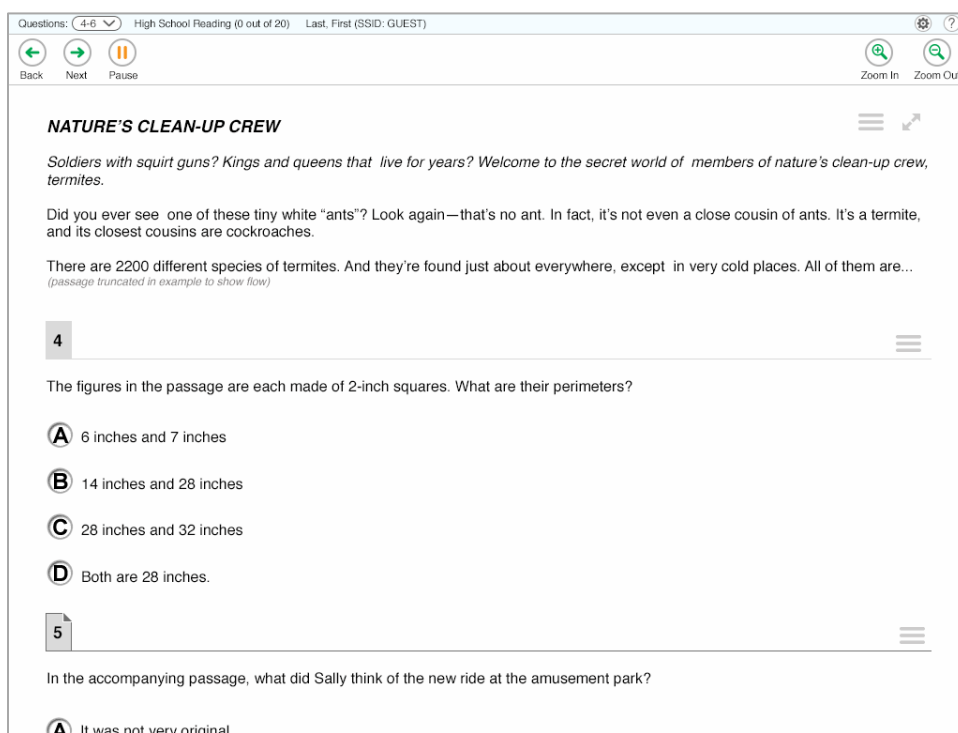 Questions: 4-6 High School Reading (0 out of 20) Last, First (SSID: GUEST) ?
Back Next Pause Zoom In Zoom Ou
NATURE'S CLEAN-UP CREW
Soldiers with squirt guns? Kings and queens that live for years? Welcome to the secret world of members of nature's clean-up crew,
termites.
Did you ever see one of these tiny white “ants”? Look again—that's no ant. In fact, it's not even a close cousin of ants. It's a termite,
and its closest cousins are cockroaches.
There are 2200 different species of termites. And they're found just about everywhere, except in very cold places. All of them are...
(passage truncated in example to show flow)
4
The figures in the passage are each made of 2-inch squares. What are their perimeters?
A 6 inches and 7 inches
B 14 inches and 28 inches
C 28 inches and 32 inches
D Both are 28 inches.
5
In the accompanying passage, what did Sally think of the new ride at the amusement park?
A It was not very original.